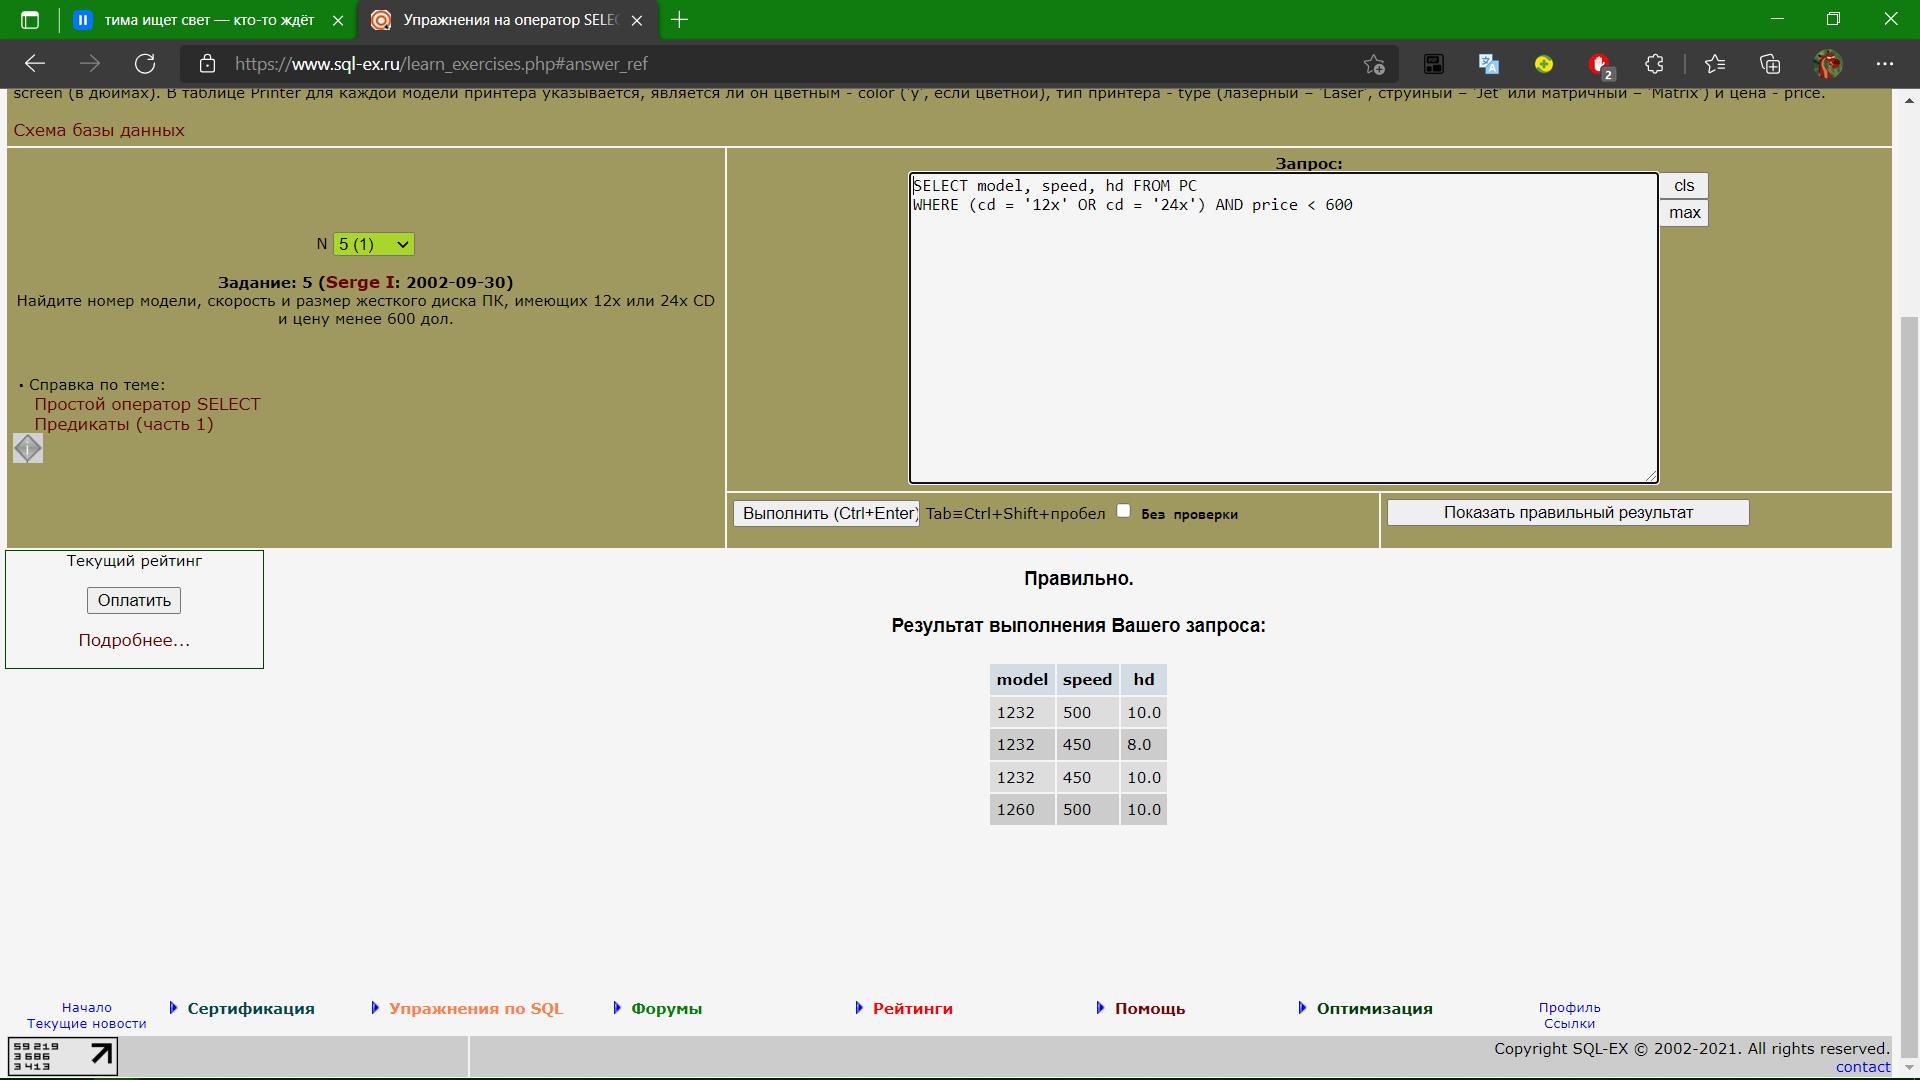 тима ищет свет — кто-то ждёт
Упражнения на оператор SELE
https://www.sql-ex.ru/learn_exercises.php#answer_ref
2
screen (в дюймах). В таблице Printer для каждой модели принтера указывается, является ли он цветным - color ('y', если цветной), тип принтера - type (лазерный – 'Laser', струйный – 'Jet' или матричный – 'Matrix') и цена - price.
Схема базы данных
N 5 (1)
Задание: 5 (Serge I: 2002-09-30)
Найдите номер модели, скорость и размер жесткого диска ПК, имеющих 12x или 24x CD
и цену менее 600 дол.
· Справка по теме:
Простой оператор SELECT
Предикаты (часть 1)
Запрос:
SELECT model, speed, hd FROM PC
WHERE (cd = '12x' OR cd = '24x') AND price < 600
cls
max
Выполнить (Ctrl+Enter) Tab≡Ctrl+Shift+пробел Без проверки
Показать правильный результат
Текущий рейтинг
Оплатить
Подробнее...
Правильно.
Результат выполнения Вашего запроса:
model speed hd
1232 500 10.0
1232 450 8.0
1232 450 10.0
1260 500 10.0
Начало
Текущие новости
Сертификация
Упражнения по SQL
Форумы
Рейтинги
Помощь
Оптимизация
Профиль
Ссылки
59 219
3 686
3 413
Copyright SQL-EX © 2002-2021. All rights reserved.
contact